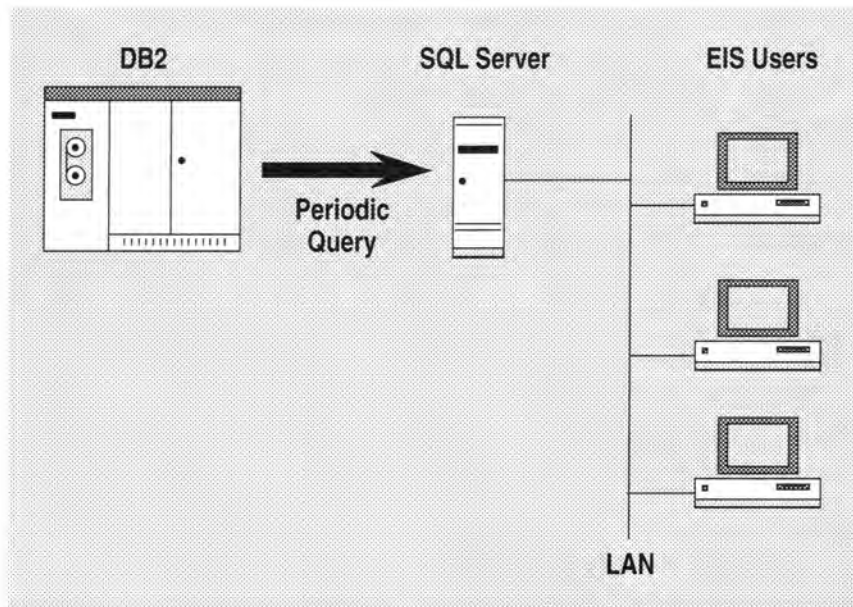 DB2
SQL Server
EIS Users
Periodic
Query
LAN